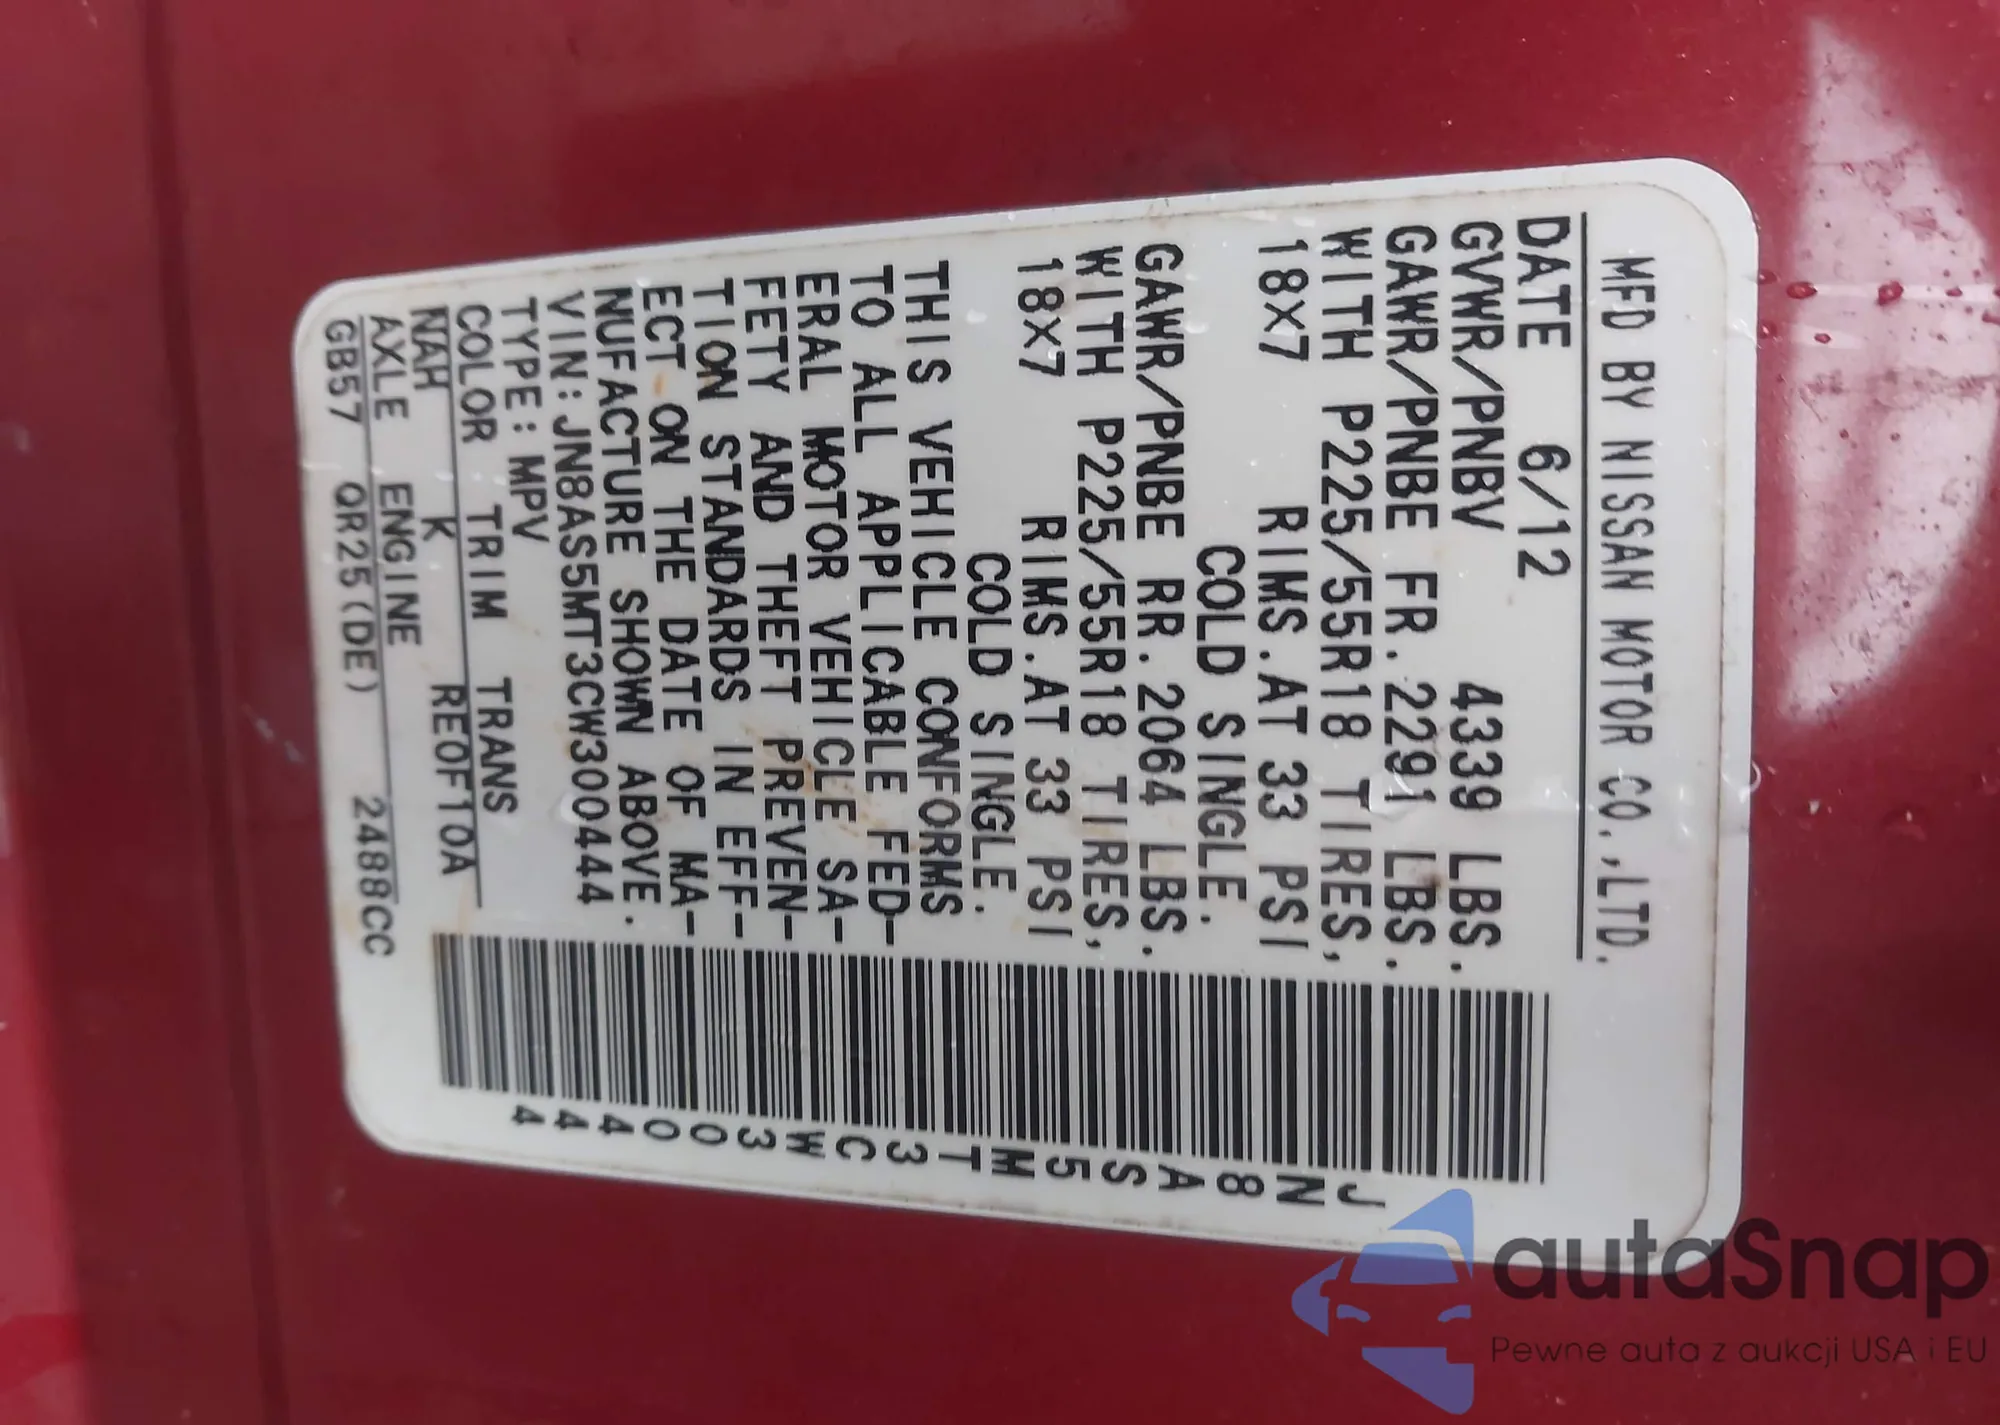 MFD BY NISSAN MOTOR CO.,LTD.
DATE 6/12
GVWR/PNBV 4339 LBS.
GAWR/PNBE FR.2291 LBS.
WITH P225/55R18 TIRES,
18X7 RIMS.AT 33 PSI
COLD SINGLE.
GAWR/PNBE RR.2064 LBS.
WITH P225/55R18 TIRES,
18X7 RIMS.AT 33 PSI
COLD SINGLE.
THIS VEHICLE CONFORMS
TO ALL APPLICABLE FED-
ERAL MOTOR VEHICLE SA-
FETY AND THEFT PREVEN-
TION STANDARDS IN EFF-
ECT ON THE DATE OF MA-
NUFACTURE SHOWN ABOVE.
VIN:JN8AS5MT3CW300444
TYPE:MPV
COLOR TRIM TRANS
NAH K RE0F10A
AXLE ENGINE
GB57 QR25(DE) 2488CC
JN8AS5MT3CW300444
autaSnap
Pewne auta z aukcji USA i EU